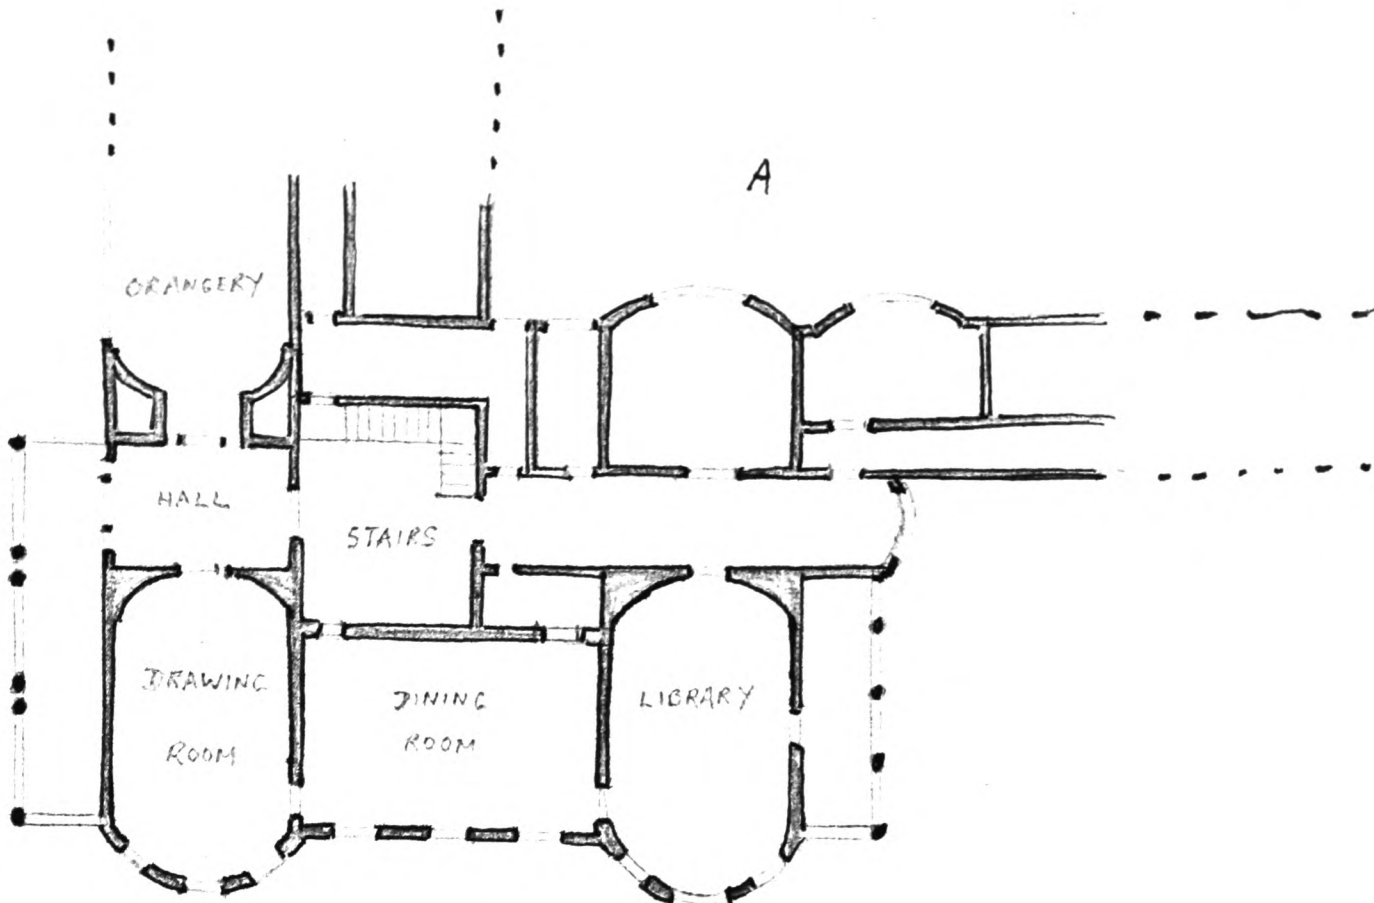 A
ORANGERY
HALL
STAIRS
DRAWING
ROOM
DINING
ROOM
LIBRARY